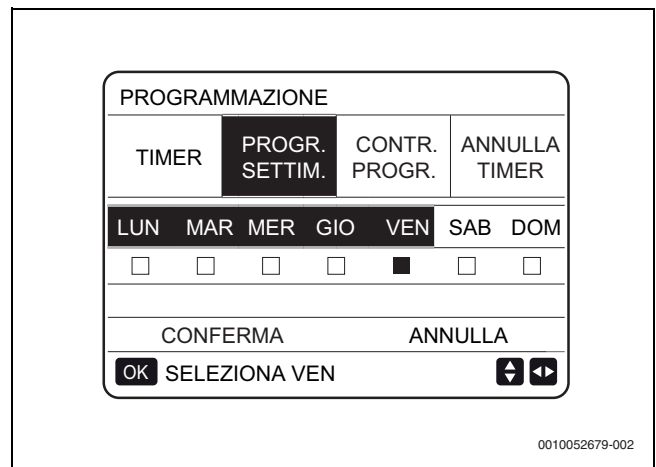 PROGRAMMAZIONE
TIMER PROGR. SETTIM. CONTR. PROGR. ANNULLA TIMER
LUN MAR MER GIO VEN SAB DOM
CONFERMA ANNULLA
OK SELEZIONA VEN
0010052679-002